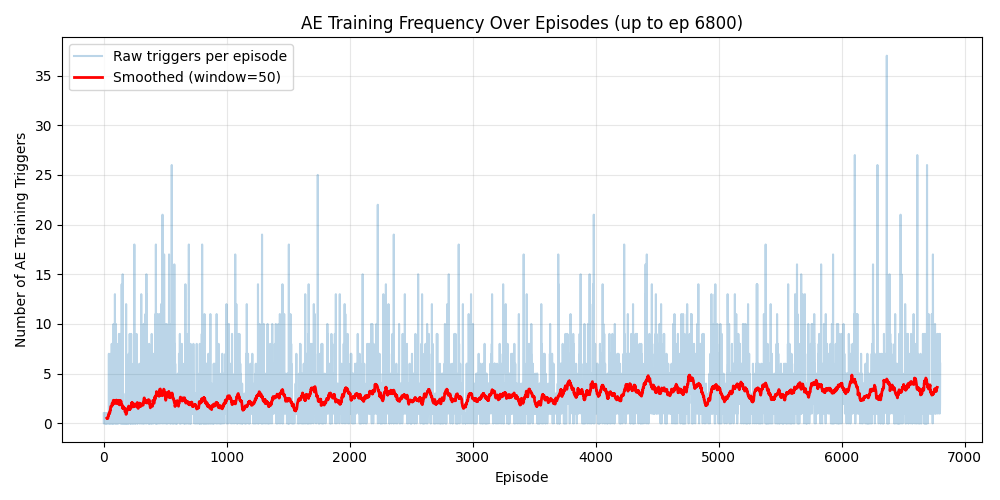 AE Training Frequency Over Episodes (up to ep 6800)
Raw triggers per episode
Smoothed (window=50)
Number of AE Training Triggers
35
30
25
20
15
10
5
0
0 1000 2000 3000 4000 5000 6000 7000
Episode